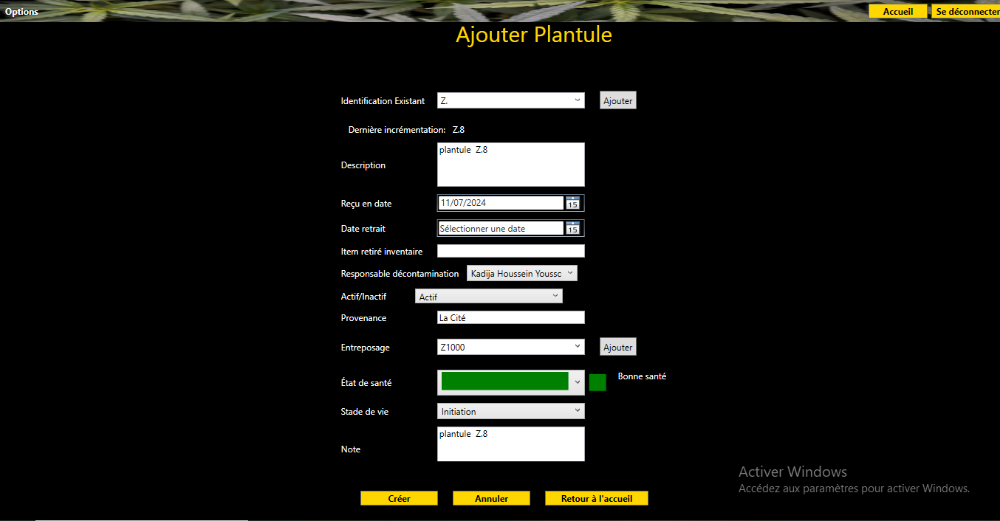 Options
Accueil
Se déconnecter
Ajouter Plantule
Identification Existant
Z.
Ajouter
Dernière incrémentation: Z.8
Description
plantule Z.8
Reçu en date
11/07/2024
15
Date retrait
Sélectionner une date
15
Item retiré inventaire
Responsable décontamination
Kadija Houssein Youssc
Actif/Inactif
Actif
Provenance
La Cité
Entreposage
Z1000
Ajouter
État de santé
Bonne santé
Stade de vie
Initiation
Note
plantule Z.8
Créer
Annuler
Retour à l'accueil
Activer Windows
Accédez aux paramètres pour activer Windows.